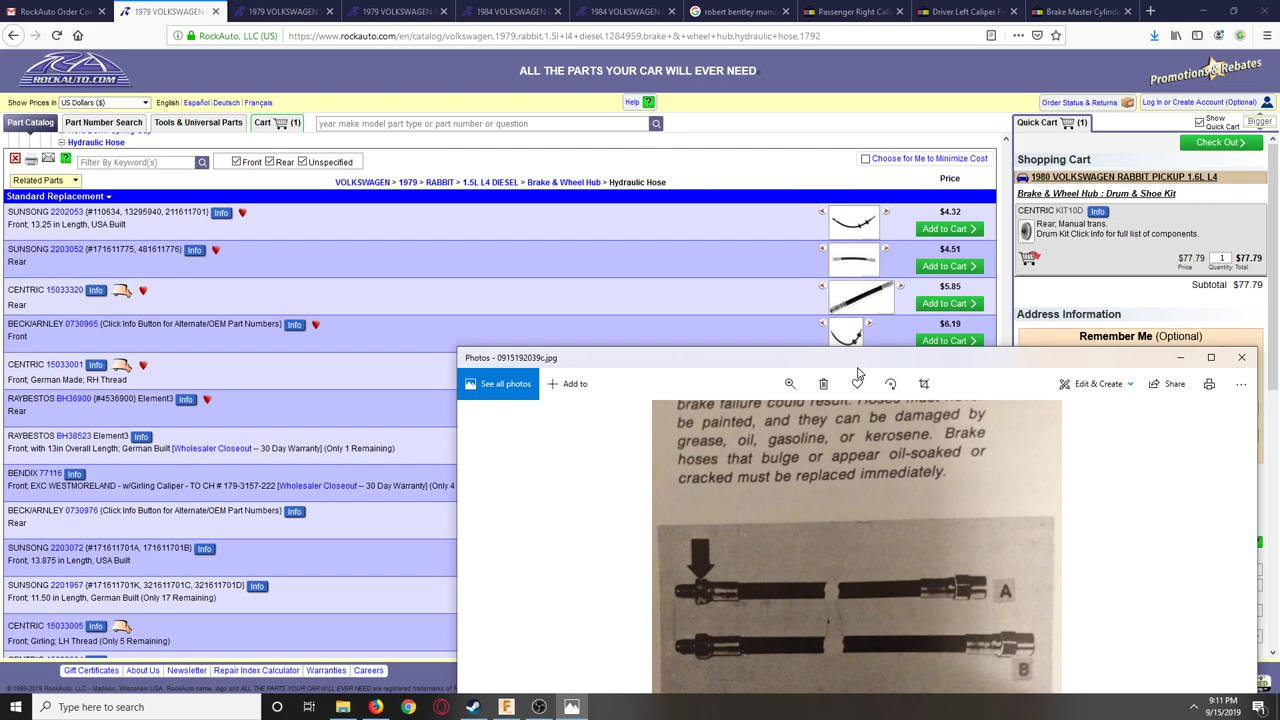 RockAuto Order Con
1979 VOLKSWAGEN
1979 VOLKSWAGEN
1979 VOLKSWAGEN
1984 VOLKSWAGEN
1984 VOLKSWAGEN
robert bentley manu
Passenger Right Cal
Driver Left Caliper Fr
Brake Master Cylind
RockAuto, LLC (US)
https://www.rockauto.com/en/catalog/volkswagen,1979,rabbit,1.5l+l4+diesel,1284959,brake+&+wheel+hub,hydraulic+hose,1792
ROCKAUTO.COM
ALL THE PARTS YOUR CAR WILL EVER NEED
Promotions & Rebates
Show Prices In US Dollars ($) English Español Deutsch Français
Help ?
Order Status & Returns
Log In or Create Account (Optional)
Part Catalog
Part Number Search
Tools & Universal Parts
Cart (1)
year make model part type or part number or question
Quick Cart (1)
Show Quick Cart
Bigger
Hydraulic Hose
Check Out >
Filter By Keyword(s)
Front Rear Unspecified
Choose for Me to Minimize Cost
Shopping Cart
Related Parts
VOLKSWAGEN > 1979 > RABBIT > 1.5L L4 DIESEL > Brake & Wheel Hub > Hydraulic Hose
Price
1980 VOLKSWAGEN RABBIT PICKUP 1.6L L4
Standard Replacement
Brake & Wheel Hub : Drum & Shoe Kit
SUNSONG 2202053 {#110634, 13295940, 211611701} Info
Front; 13.25 in Length, USA Built
$4.32
Add to Cart >
CENTRIC KIT10D Info
Rear; Manual trans.
Drum Kit Click Info for full list of components.
SUNSONG 2203052 {#171611775, 481611776} Info
Rear
$4.51
Add to Cart >
$77.79 1 $77.79
Price Quantity Total
Subtotal $77.79
CENTRIC 15033320 Info
Rear
$5.85
Add to Cart >
Address Information
BECK/ARNLEY 0730965 {Click Info Button for Alternate/OEM Part Numbers} Info
Front
$6.19
Add to Cart >
Remember Me (Optional)
CENTRIC 15033001 Info
Front; German Made; RH Thread
RAYBESTOS BH36900 {#4536900} Element3 Info
Rear
RAYBESTOS BH38523 Element3 Info
Front; with 13in Overall Length; German Built [Wholesaler Closeout -- 30 Day Warranty] (Only 1 Remaining)
BENDIX 77116 Info
Front; EXC WESTMORELAND - w/Girling Caliper - TO CH # 179-3157-222 [Wholesaler Closeout -- 30 Day Warranty] (Only 4
BECK/ARNLEY 0730976 {Click Info Button for Alternate/OEM Part Numbers} Info
Rear
SUNSONG 2203072 {#171611701A, 171611701B} Info
Front; 13.875 in Length, USA Built
SUNSONG 2201967 {#171611701K, 321611701C, 321611701D} Info
Front; 11.50 in Length, German Built (Only 17 Remaining)
CENTRIC 15033005 Info
Front; Girling; LH Thread (Only 5 Remaining)
Photos - 0915192039c.jpg
See all photos
Add to
Edit & Create
Share
brake failure could result. Hoses must never
be painted, and they can be damaged by
grease, oil, gasoline, or kerosene. Brake
hoses that bulge or appear oil-soaked or
cracked must be replaced immediately.
A
B
Gift Certificates About Us Newsletter Repair Index Calculator Warranties Careers
Type here to search
9:11 PM
9/15/2019